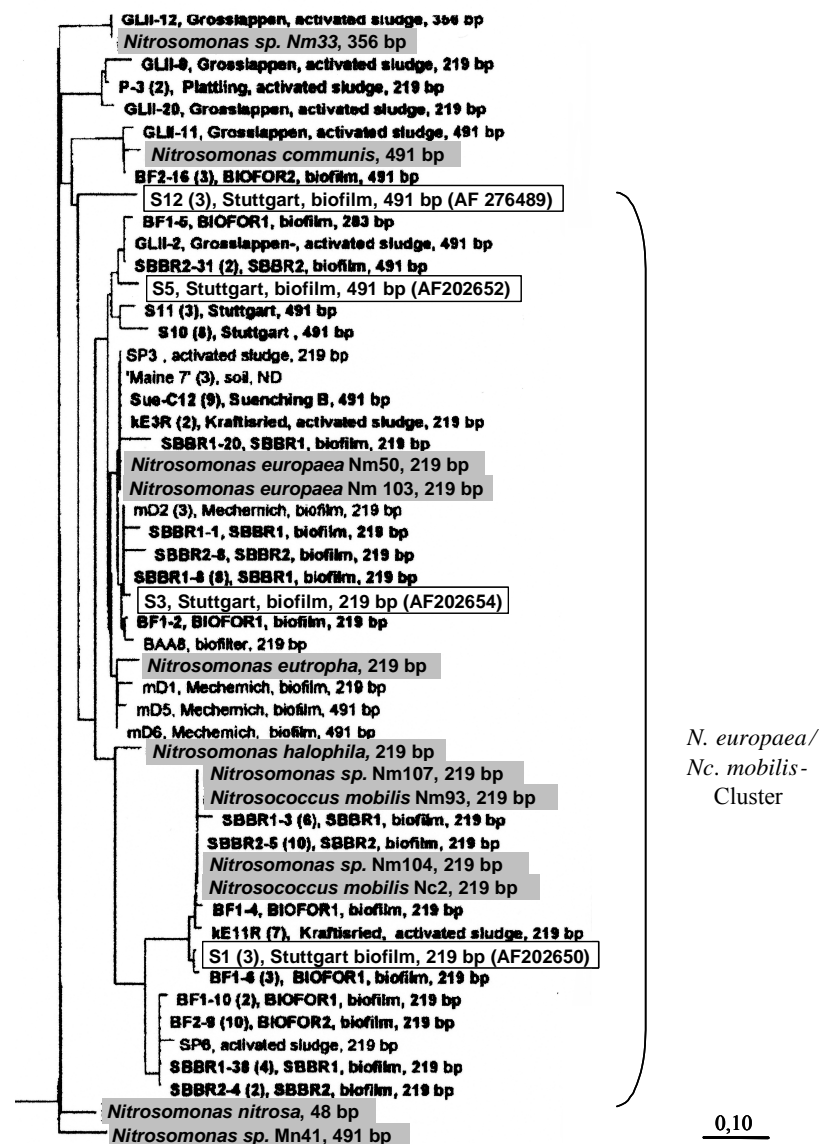 GLII-12, Grosslappen, activated sludge, 356 bp
Nitrosomonas sp. Nm33, 356 bp
GLII-9, Grosslappen, activated sludge, 219 bp
P-3 (2), Plattling, activated sludge, 219 bp
GLII-20, Grosslappen, activated sludge, 219 bp
GLII-11, Grosslappen, activated sludge, 491 bp
Nitrosomonas communis, 491 bp
BF2-16 (3), BIOFOR2, biofilm, 491 bp
S12 (3), Stuttgart, biofilm, 491 bp (AF 276489)
BF1-5, BIOFOR1, biofilm, 283 bp
GLII-2, Grosslappen-, activated sludge, 491 bp
SBBR2-31 (2), SBBR2, biofilm, 491 bp
S5, Stuttgart, biofilm, 491 bp (AF202652)
S11 (3), Stuttgart, 491 bp
S10 (8), Stuttgart , 491 bp
SP3 , activated sludge, 219 bp
'Maine 7' (3), soil, ND
Sue-C12 (9), Suenching B, 491 bp
kE3R (2), Kraftisried, activated sludge, 219 bp
SBBR1-20, SBBR1, biofilm, 219 bp
Nitrosomonas europaea Nm50, 219 bp
Nitrosomonas europaea Nm 103, 219 bp
mD2 (3), Mechernich, biofilm, 219 bp
SBBR1-1, SBBR1, biofilm, 219 bp
SBBR2-8, SBBR2, biofilm, 219 bp
SBBR1-8 (8), SBBR1, biofilm, 219 bp
S3, Stuttgart, biofilm, 219 bp (AF202654)
BF1-2, BIOFOR1, biofilm, 219 bp
BAA8, biofilter, 219 bp
Nitrosomonas eutropha, 219 bp
mD1, Mechernich, biofilm, 219 bp
mD5, Mechernich, biofilm, 491 bp
mD6, Mechernich, biofilm, 491 bp
Nitrosomonas halophila, 219 bp
Nitrosomonas sp. Nm107, 219 bp
Nitrosococcus mobilis Nm93, 219 bp
SBBR1-3 (6), SBBR1, biofilm, 219 bp
SBBR2-5 (10), SBBR2, biofilm, 219 bp
Nitrosomonas sp. Nm104, 219 bp
Nitrosococcus mobilis Nc2, 219 bp
BF1-4, BIOFOR1, biofilm, 219 bp
kE11R (7), Kraftisried, activated sludge, 219 bp
S1 (3), Stuttgart biofilm, 219 bp (AF202650)
BF1-6 (3), BIOFOR1, biofilm, 219 bp
BF1-10 (2), BIOFOR1, biofilm, 219 bp
BF2-9 (10), BIOFOR2, biofilm, 219 bp
SP6, activated sludge, 219 bp
SBBR1-38 (4), SBBR1, biofilm, 219 bp
SBBR2-4 (2), SBBR2, biofilm, 219 bp
Nitrosomonas nitrosa, 48 bp
Nitrosomonas sp. Mn41, 491 bp
N. europaea/
Nc. mobilis-
Cluster
0,10